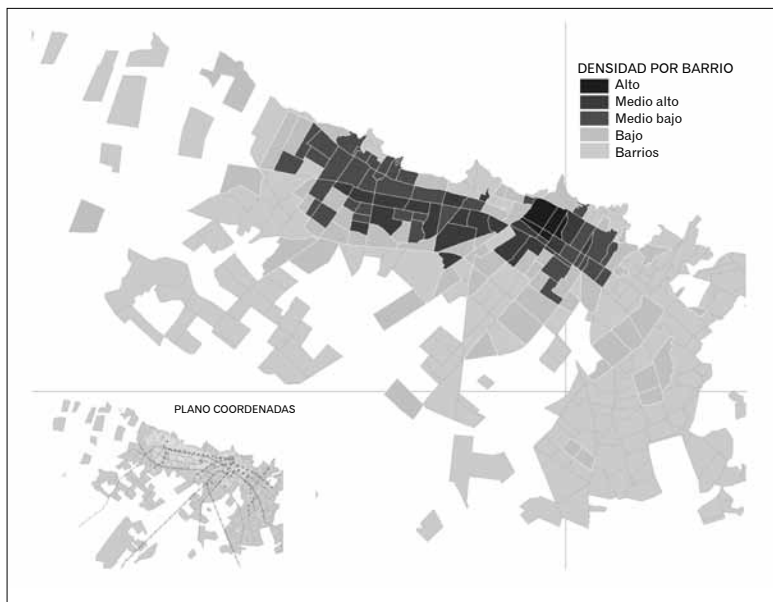 DENSIDAD POR BARRIO
Alto
Medio alto
Medio bajo
Bajo
Barrios
PLANO COORDENADAS